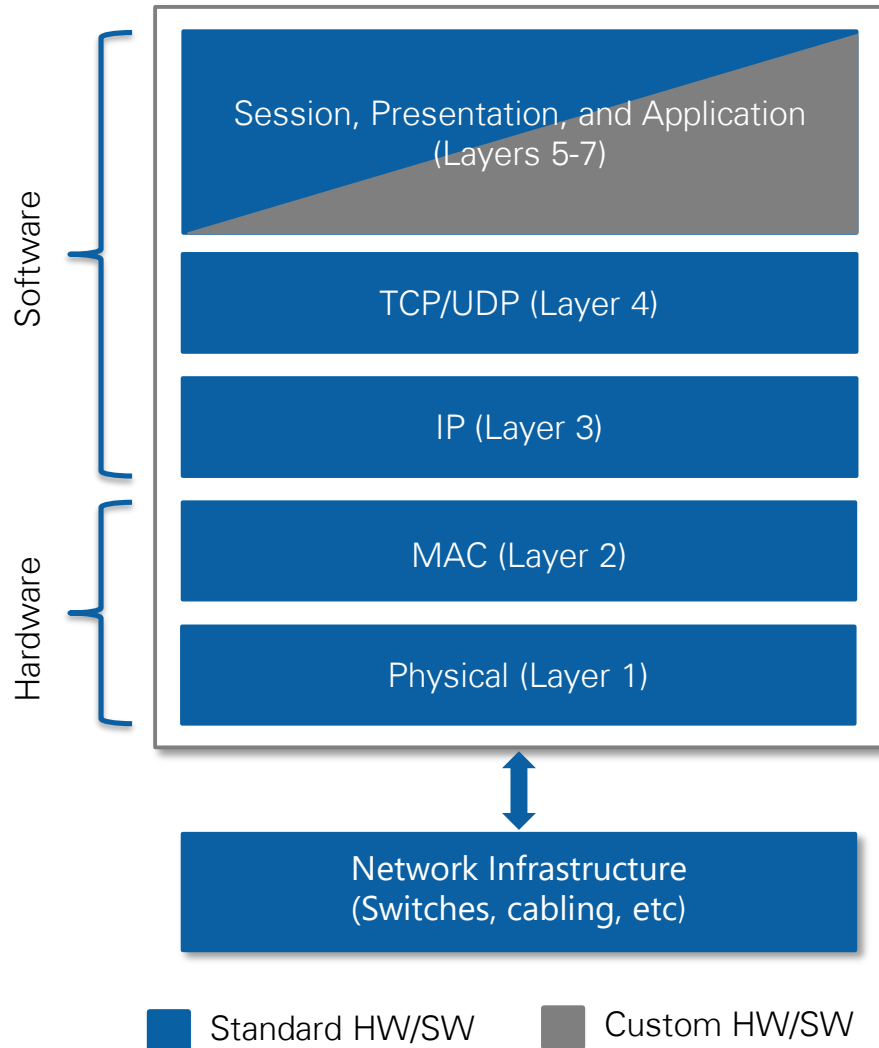 Software
Session, Presentation, and Application
(Layers 5-7)
TCP/UDP (Layer 4)
IP (Layer 3)
Hardware
MAC (Layer 2)
Physical (Layer 1)
Network Infrastructure
(Switches, cabling, etc)
Standard HW/SW
Custom HW/SW